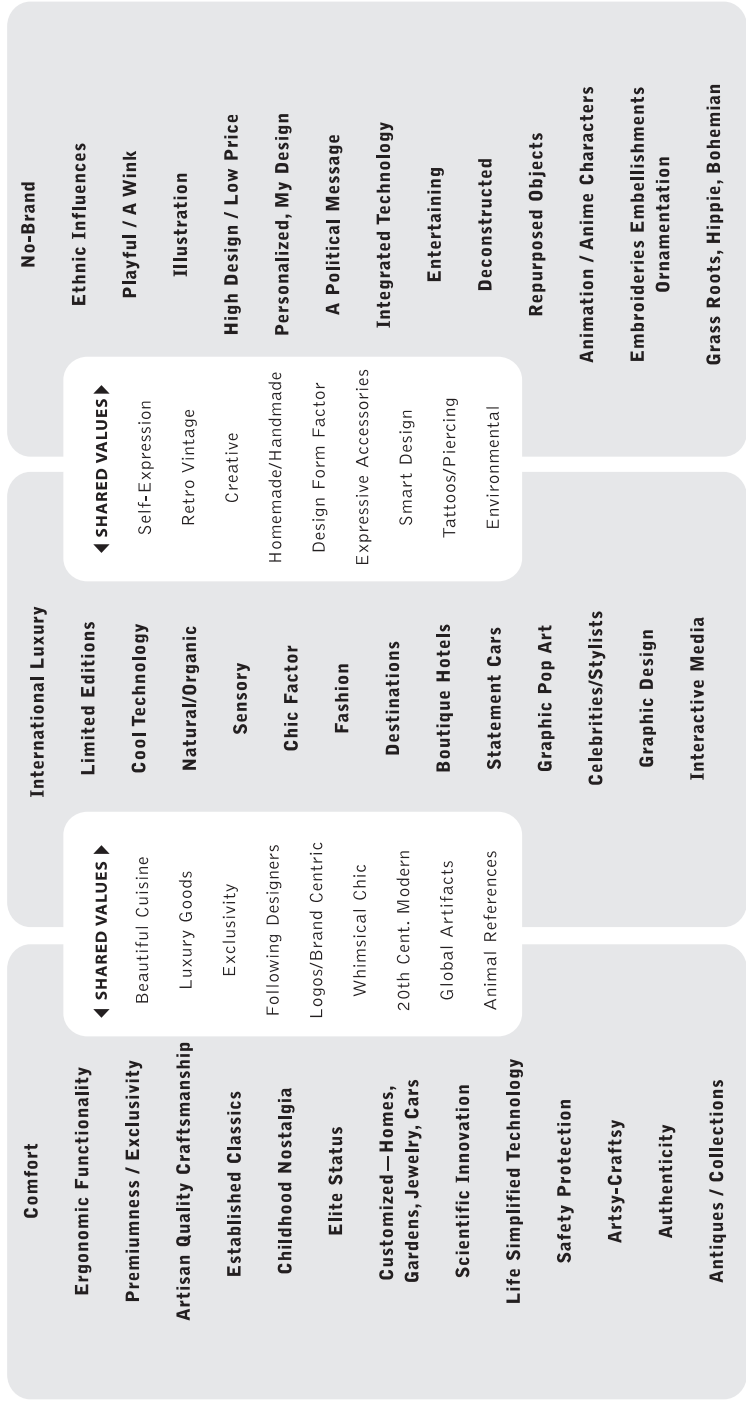 Comfort
Ergonomic Functionality
Premiumness / Exclusivity
Artisan Quality Craftsmanship
Established Classics
Childhood Nostalgia
Elite Status
Customized—Homes,
Gardens, Jewelry, Cars
Scientific Innovation
Life Simplified Technology
Safety Protection
Artsy-Craftsy
Authenticity
Antiques / Collections
◀ SHARED VALUES ▶
Beautiful Cuisine
Luxury Goods
Exclusivity
Following Designers
Logos/Brand Centric
Whimsical Chic
20th Cent. Modern
Global Artifacts
Animal References
International Luxury
Limited Editions
Cool Technology
Natural/Organic
Sensory
Chic Factor
Fashion
Destinations
Boutique Hotels
Statement Cars
Graphic Pop Art
Celebrities/Stylists
Graphic Design
Interactive Media
◀ SHARED VALUES ▶
Self-Expression
Retro Vintage
Creative
Homemade/Handmade
Design Form Factor
Expressive Accessories
Smart Design
Tattoos/Piercing
Environmental
No-Brand
Ethnic Influences
Playful / A Wink
Illustration
High Design / Low Price
Personalized, My Design
A Political Message
Integrated Technology
Entertaining
Deconstructed
Repurposed Objects
Animation / Anime Characters
Embroideries Embellishments
Ornamentation
Grass Roots, Hippie, Bohemian